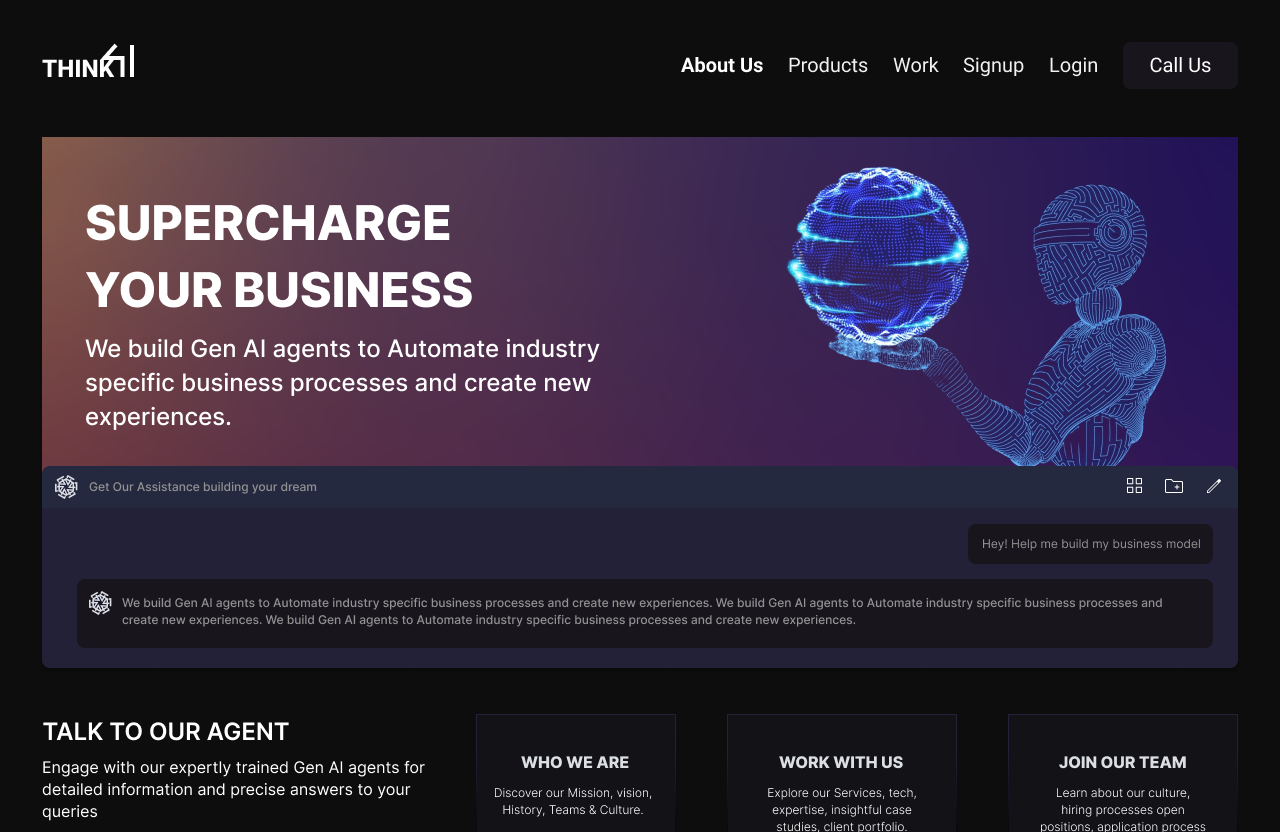 THINK AI
About Us Products Work Signup Login Call Us
SUPERCHARGE
YOUR BUSINESS
We build Gen AI agents to Automate industry
specific business processes and create new
experiences.
Get Our Assistance building your dream
Hey! Help me build my business model
We build Gen AI agents to Automate industry specific business processes and create new experiences. We build Gen AI agents to Automate industry specific business processes and
create new experiences. We build Gen AI agents to Automate industry specific business processes and create new experiences.
TALK TO OUR AGENT
Engage with our expertly trained Gen AI agents for
detailed information and precise answers to your
queries
WHO WE ARE
Discover our Mission, vision,
History, Teams & Culture.
WORK WITH US
Explore our Services, tech,
expertise, insightful case
studies, client portfolio.
JOIN OUR TEAM
Learn about our culture,
hiring processes open
positions, application process